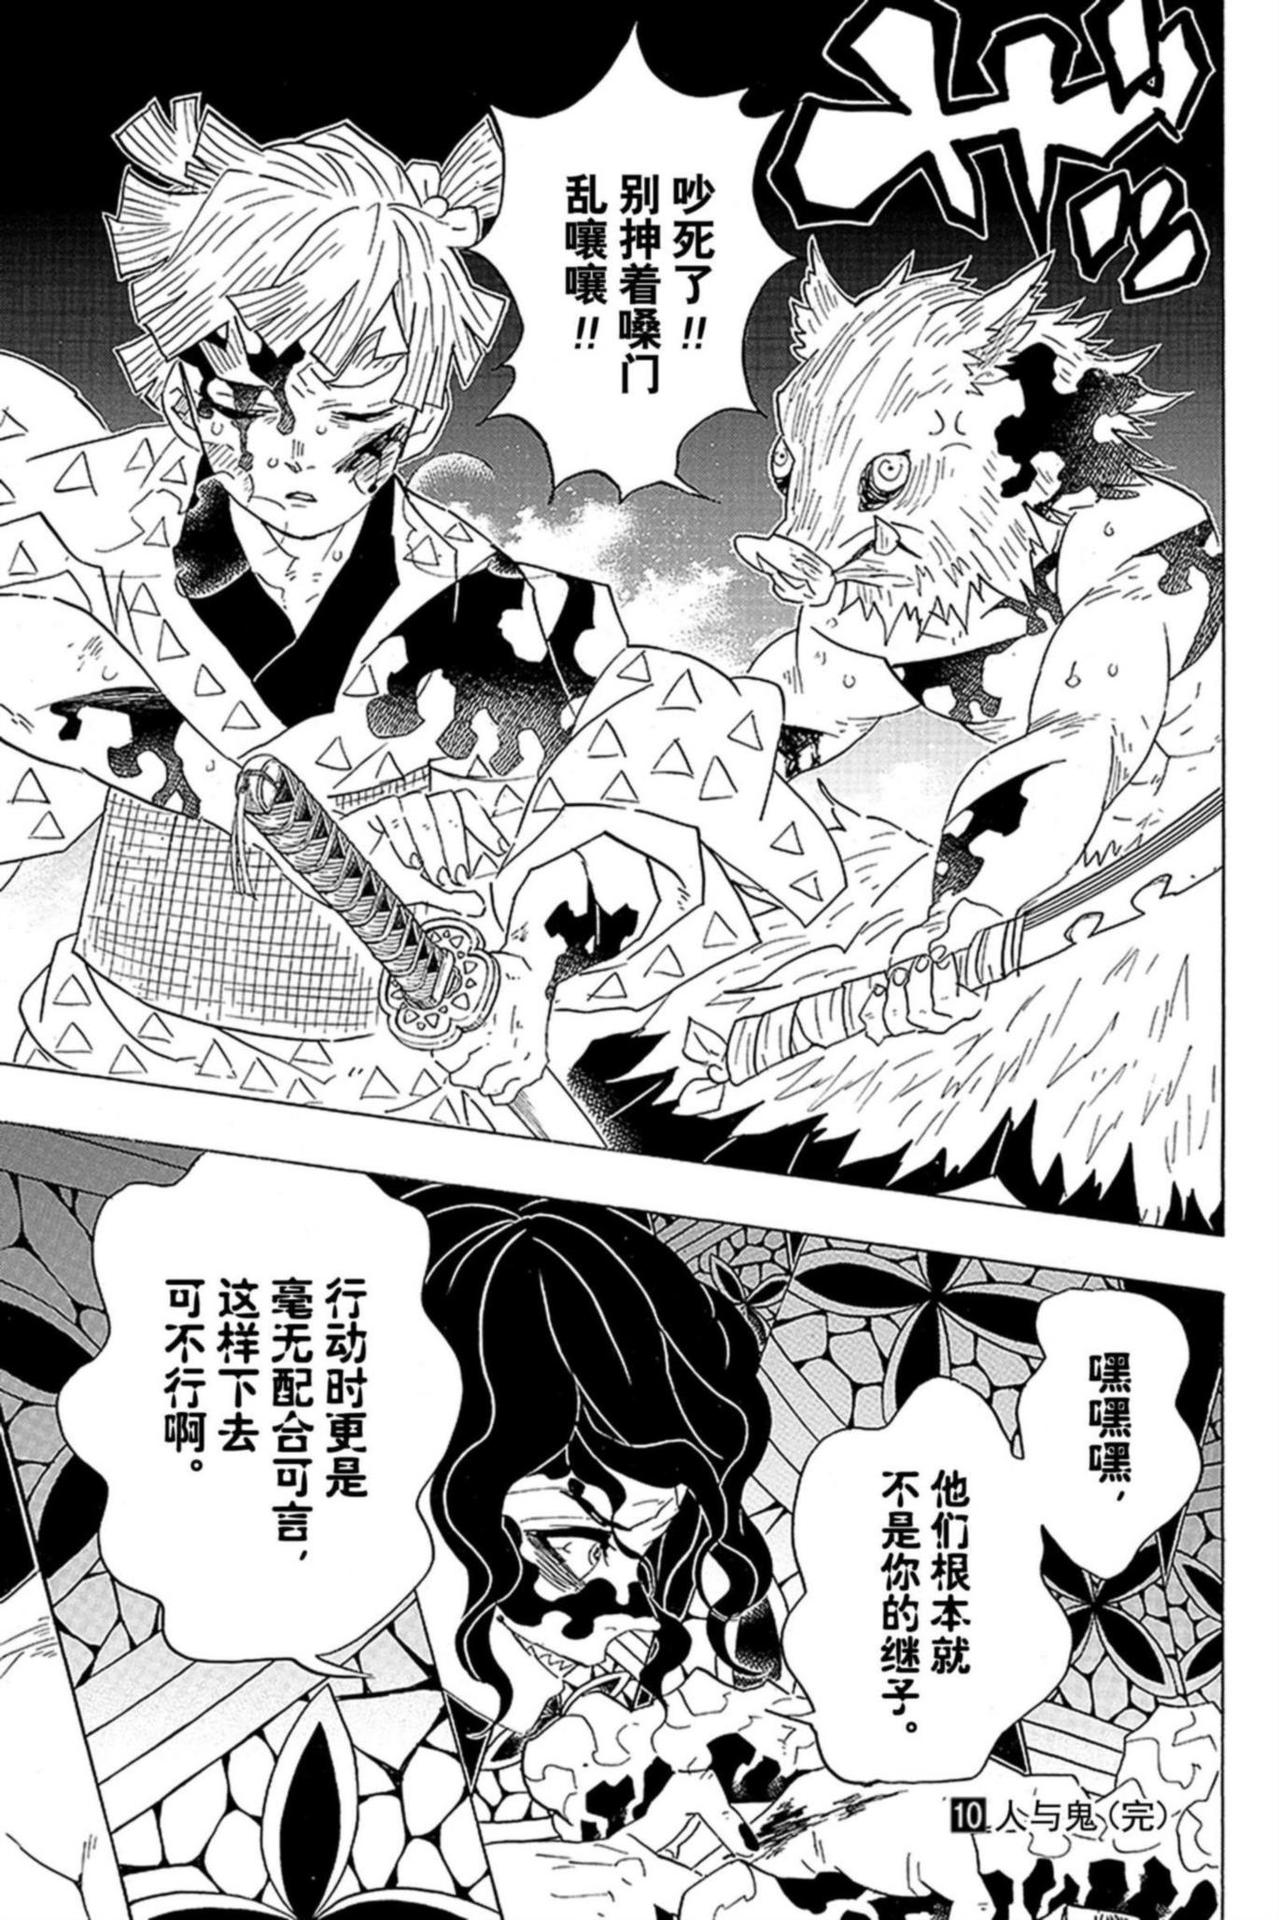 ザッ
吵死了!!
别抻着嗓门
乱嚷嚷!!
嘿嘿嘿，
他们根本就
不是你的继子。
行动时更是
毫无配合可言，
这样下去
可不行啊。
10 人与鬼（完）